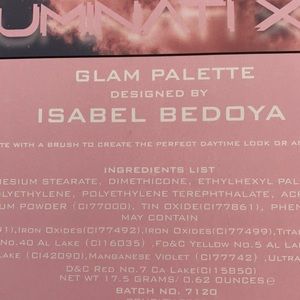 UMINATI X
GLAM PALETTE
DESIGNED BY
ISABEL BEDOYA
TE WITH A BRUSH TO CREATE THE PERFECT DAYTIME LOOK OR AN
INGREDIENTS LIST
NESIUM STEARATE, DIMETHICONE, ETHYLHEXYL PAL
OLYETHYLENE, POLYETHYLENE TEREPHTHALATE, AC
UM POWDER (CI77000), TIN OXIDE(CI77861), PHEN
MAY CONTAIN
91),IRON OXIDES(CI77492),IRON OXIDES(CI77499),TITA
NO.40 AL LAKE (CI16035) ,FD&C YELLOW NO.5 AL LAK
LAKE (CI42090),MANGANESE VIOLET (CI77742) ,ULTRA
D&C RED NO.7 CA LAKE(CI15850)
NET WT. 17.5 GRAMS/ 0.62 OUNCES
BATCH NO. 7120